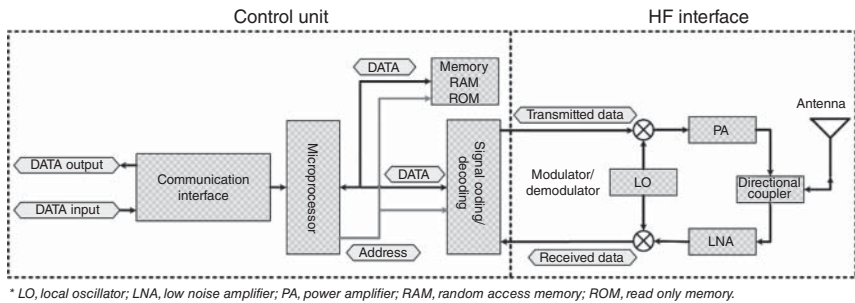 Control unit
HF interface
DATA
Memory
RAM
ROM
Transmitted data
Antenna
PA
DATA output
Communication
interface
Microprocessor
DATA
Signal coding/
decoding
Modulator/
demodulator
LO
Directional
coupler
DATA input
Address
Received data
LNA
* LO, local oscillator; LNA, low noise amplifier; PA, power amplifier; RAM, random access memory; ROM, read only memory.